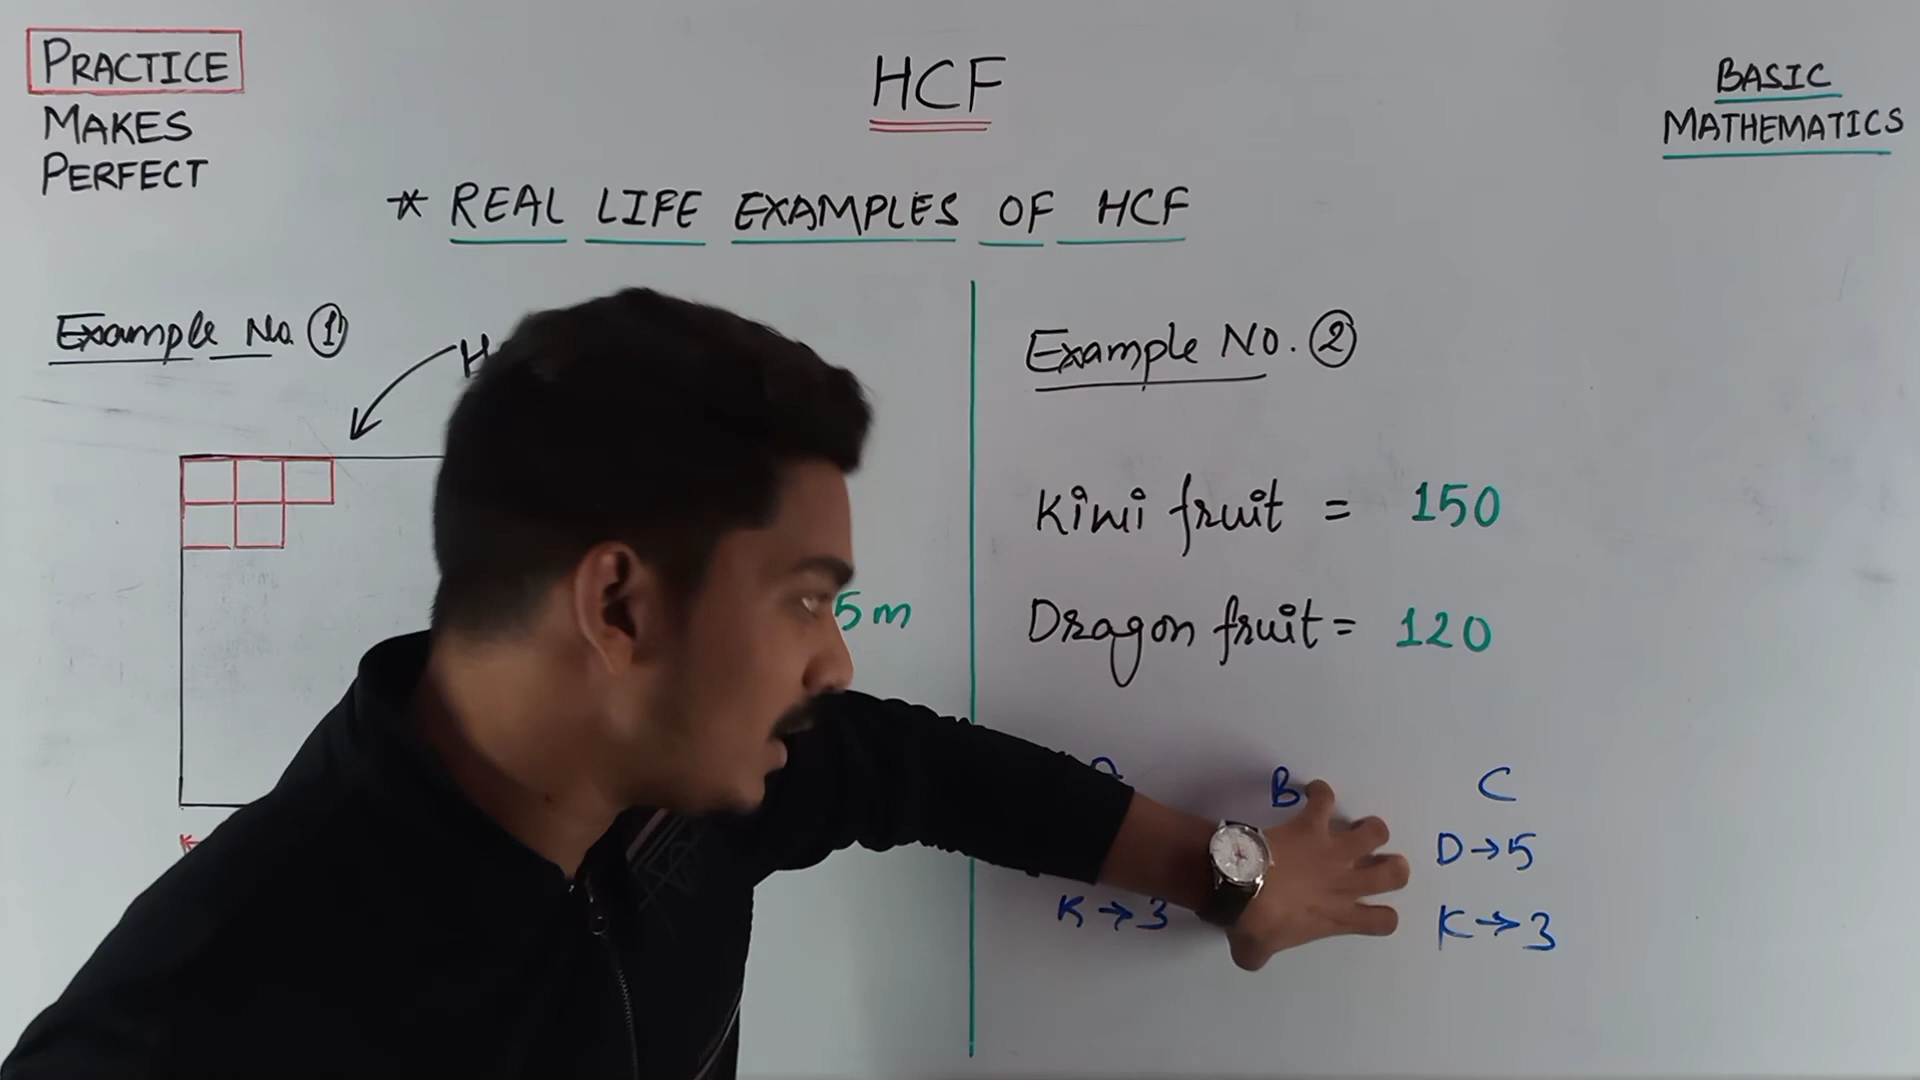 PRACTICE
MAKES
PERFECT
HCF
BASIC
MATHEMATICS
* REAL LIFE EXAMPLES OF HCF
Example No. 1
5m
Example No. 2
Kiwi fruit = 150
Dragon fruit = 120
B
C
D→5
K→3
K→3